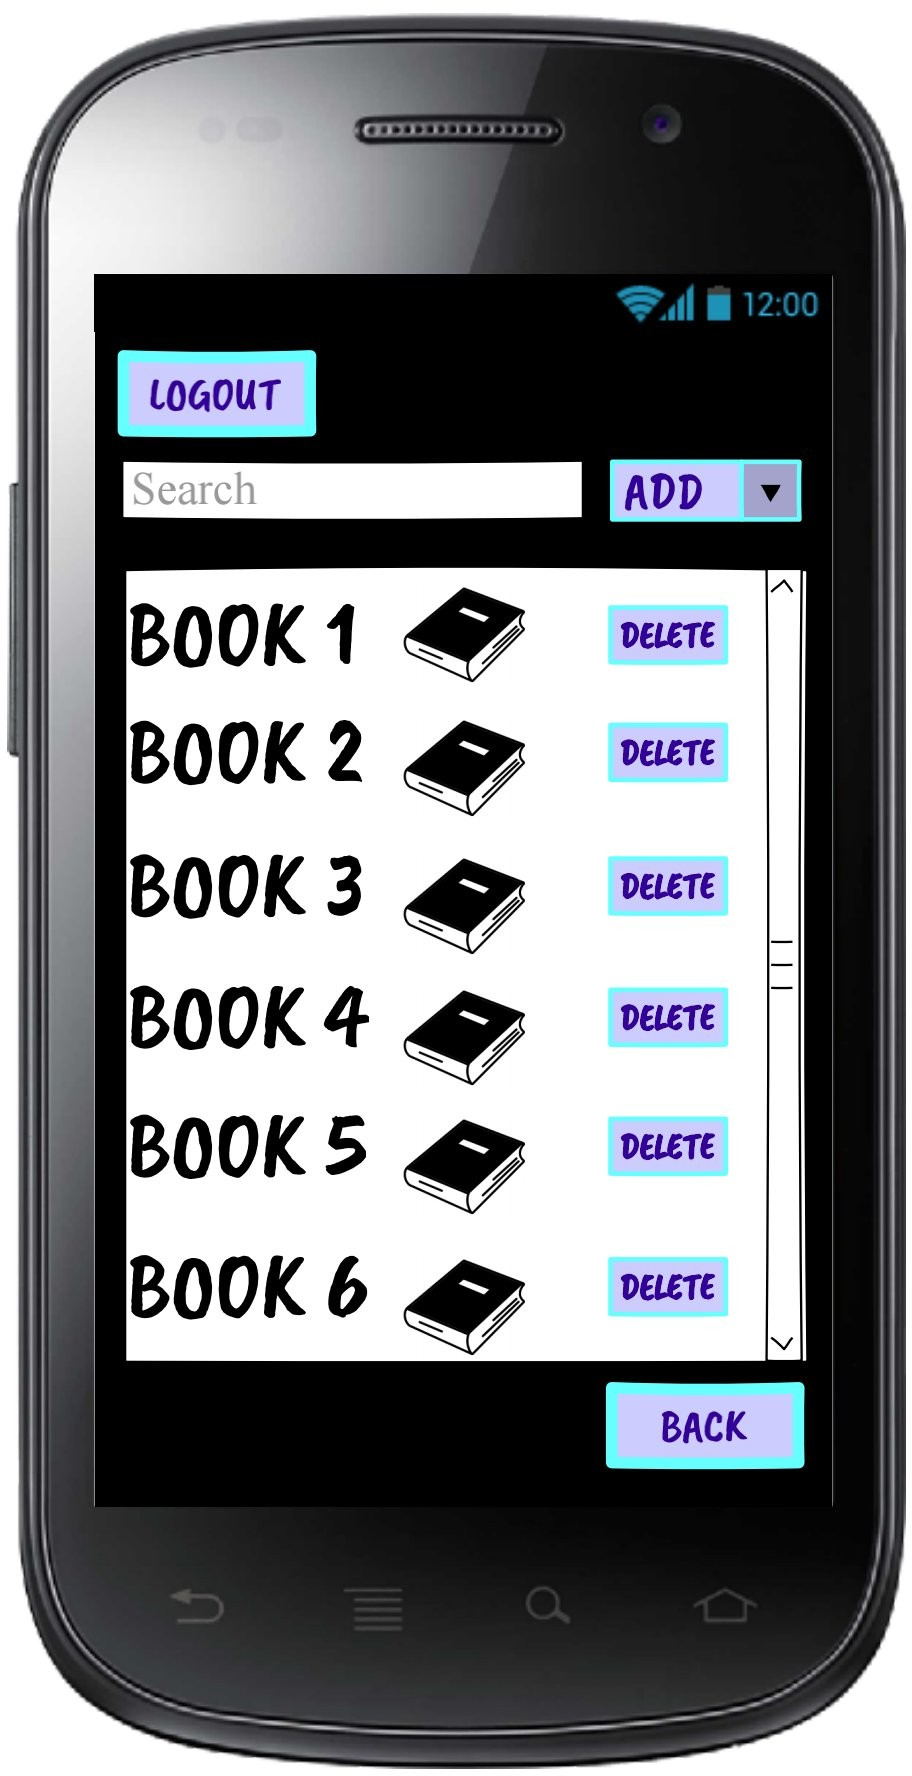 12:00
LOGOUT
Search
ADD
BOOK 1 DELETE
BOOK 2 DELETE
BOOK 3 DELETE
BOOK 4 DELETE
BOOK 5 DELETE
BOOK 6 DELETE
BACK